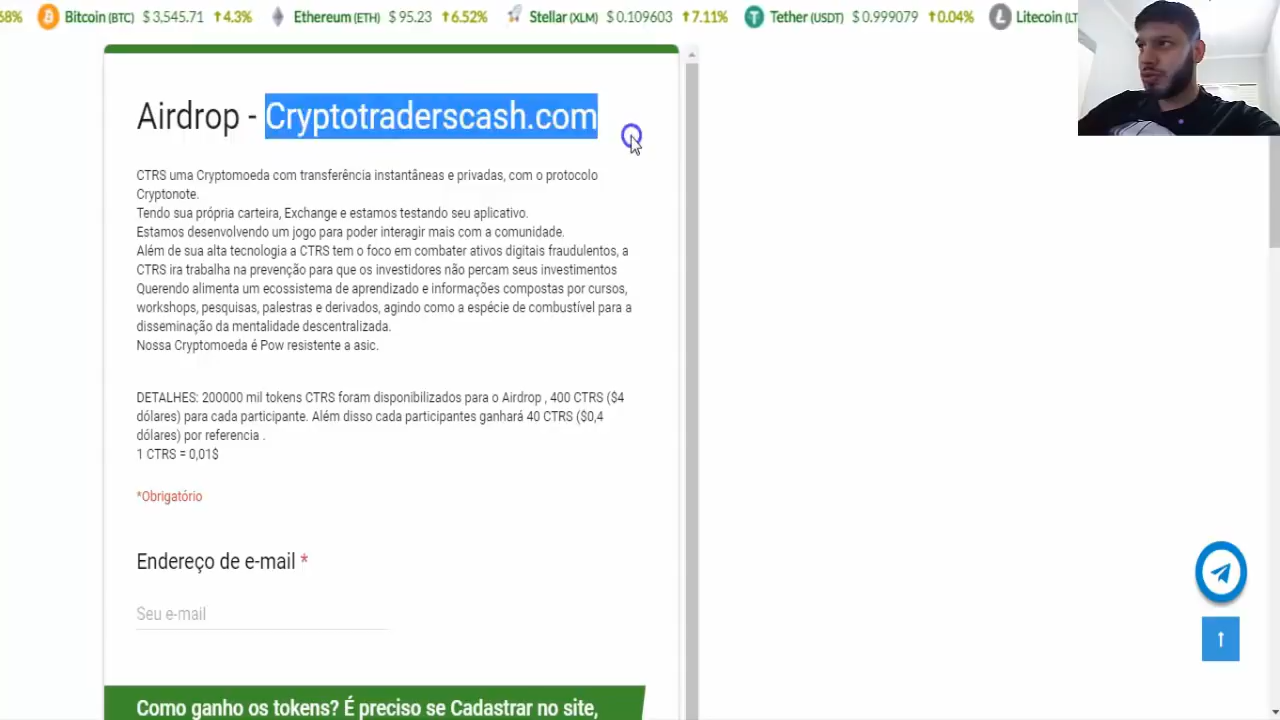 68% Bitcoin (BTC) $ 3,545.71 ↑4.3% Ethereum (ETH) $ 95.23 ↑6.52% Stellar (XLM) $ 0.109603 ↑7.11% Tether (USDT) $ 0.999079 ↑0.04% Litecoin (LT
Airdrop - Cryptotraderscash.com
CTRS uma Cryptomoeda com transferência instantâneas e privadas, com o protocolo
Cryptonote.
Tendo sua própria carteira, Exchange e estamos testando seu aplicativo.
Estamos desenvolvendo um jogo para poder interagir mais com a comunidade.
Além de sua alta tecnologia a CTRS tem o foco em combater ativos digitais fraudulentos, a
CTRS ira trabalha na prevenção para que os investidores não percam seus investimentos
Querendo alimenta um ecossistema de aprendizado e informações compostas por cursos,
workshops, pesquisas, palestras e derivados, agindo como a espécie de combustível para a
disseminação da mentalidade descentralizada.
Nossa Cryptomoeda é Pow resistente a asic.
DETALHES: 200000 mil tokens CTRS foram disponibilizados para o Airdrop , 400 CTRS ($4
dólares) para cada participante. Além disso cada participantes ganhará 40 CTRS ($0,4
dólares) por referencia .
1 CTRS = 0,01$
*Obrigatório
Endereço de e-mail *
Seu e-mail
Como ganho os tokens? É preciso se Cadastrar no site,